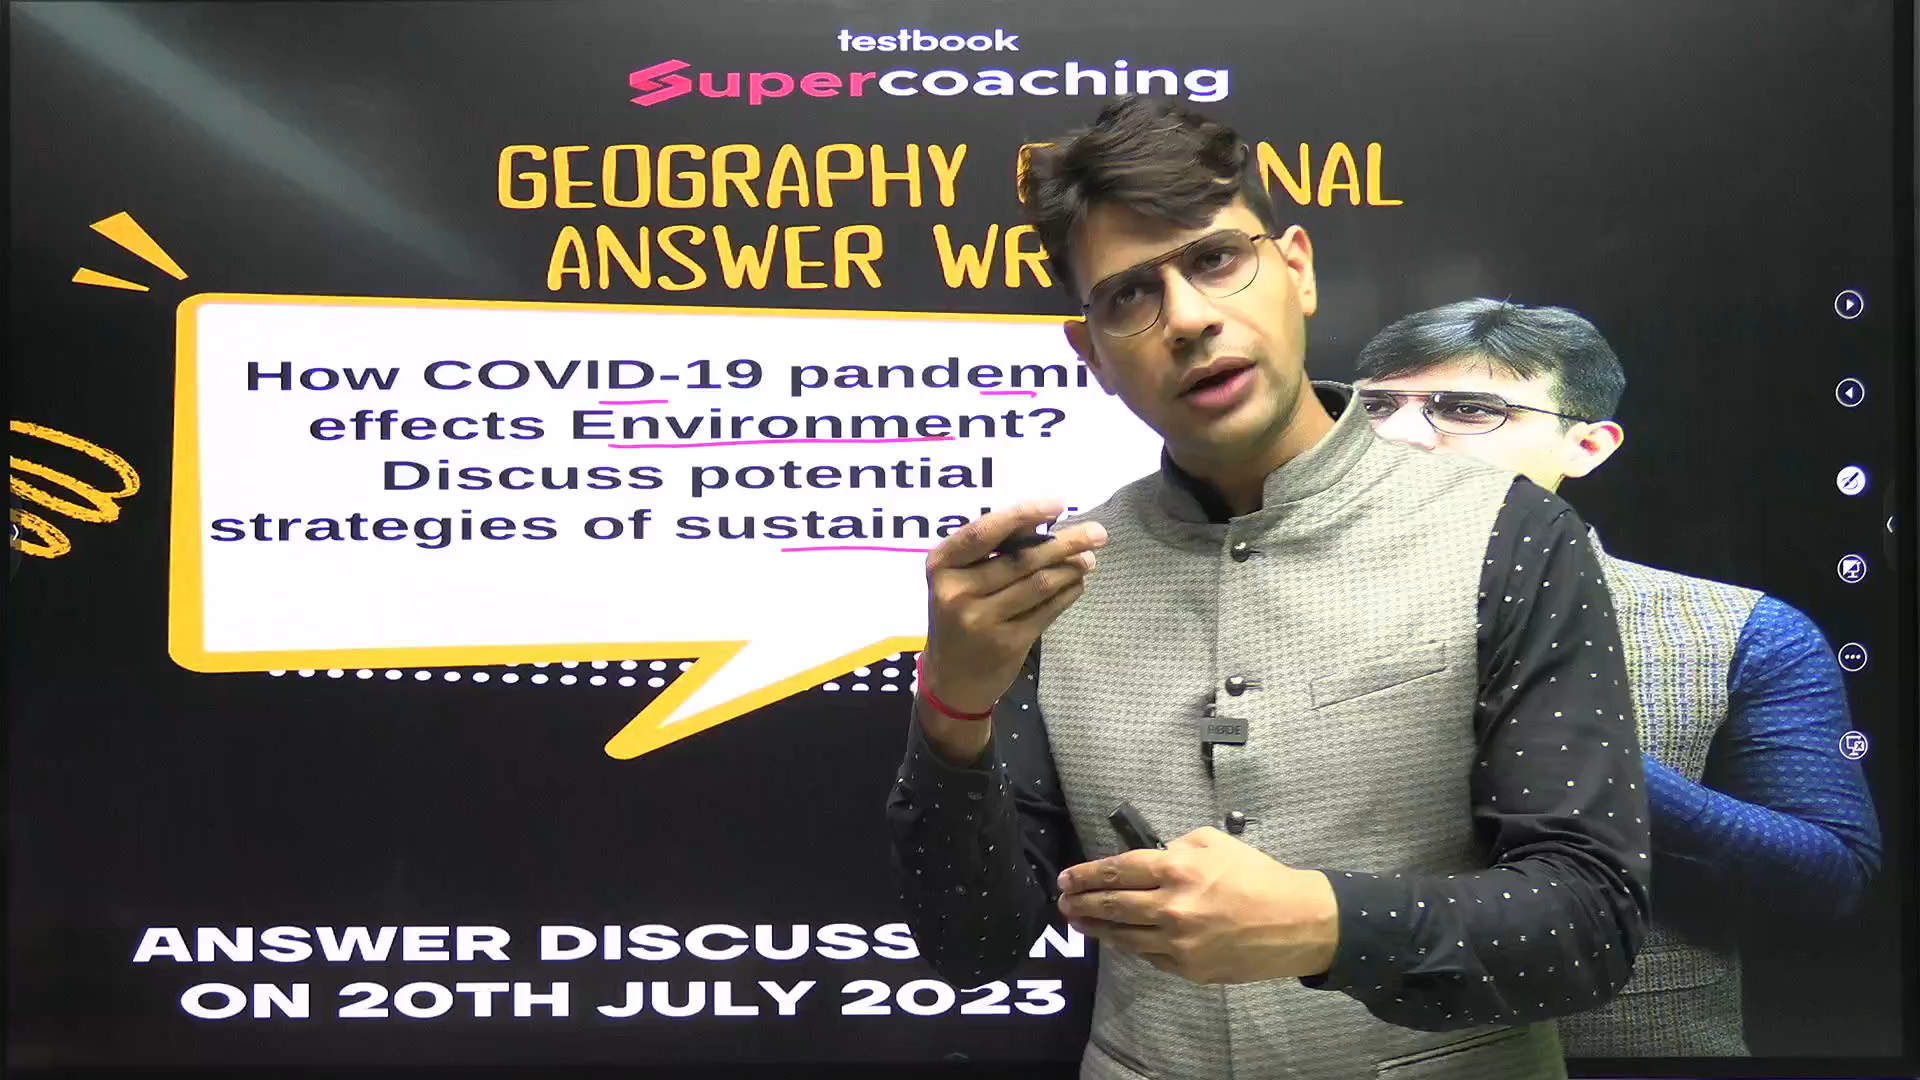 testbook
Supercoaching
GEOGRAPHY NAL
ANSWER WR
How COVID-19 pandemi
effects Environment?
Discuss potential
strategies of sustaina
ANSWER DISCUSS N
ON 20TH JULY 2023